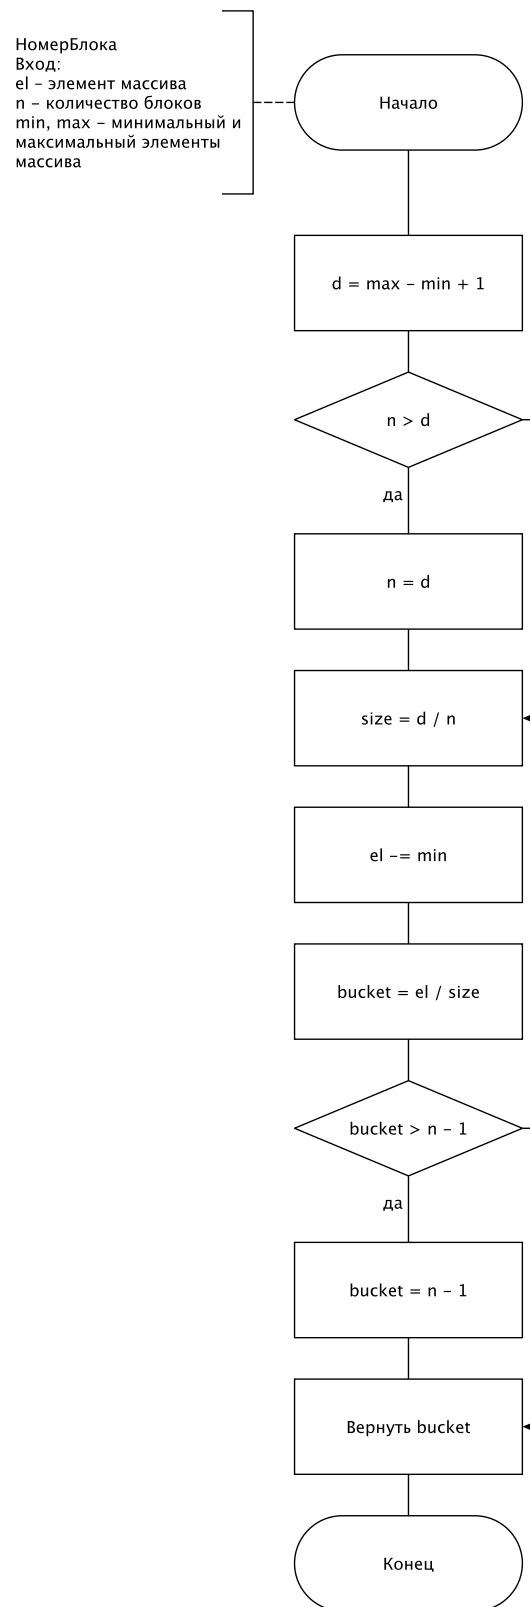 НомерБлока
Вход:
el – элемент массива
n – количество блоков
min, max – минимальный и
максимальный элементы
массива
Начало
d = max – min + 1
n > d
да
n = d
size = d / n
el –= min
bucket = el / size
bucket > n – 1
да
bucket = n – 1
Вернуть bucket
Конец